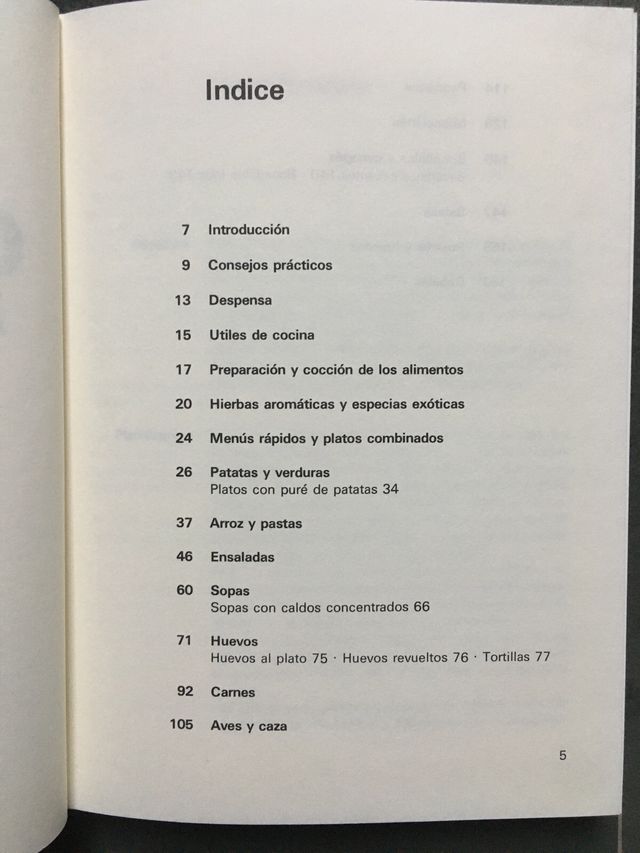 Indice
7 Introducción
9 Consejos prácticos
13 Despensa
15 Utiles de cocina
17 Preparación y cocción de los alimentos
20 Hierbas aromáticas y especias exóticas
24 Menús rápidos y platos combinados
26 Patatas y verduras
Platos con puré de patatas 34
37 Arroz y pastas
46 Ensaladas
60 Sopas
Sopas con caldos concentrados 66
71 Huevos
Huevos al plato 75 · Huevos revueltos 76 · Tortillas 77
92 Carnes
105 Aves y caza
5